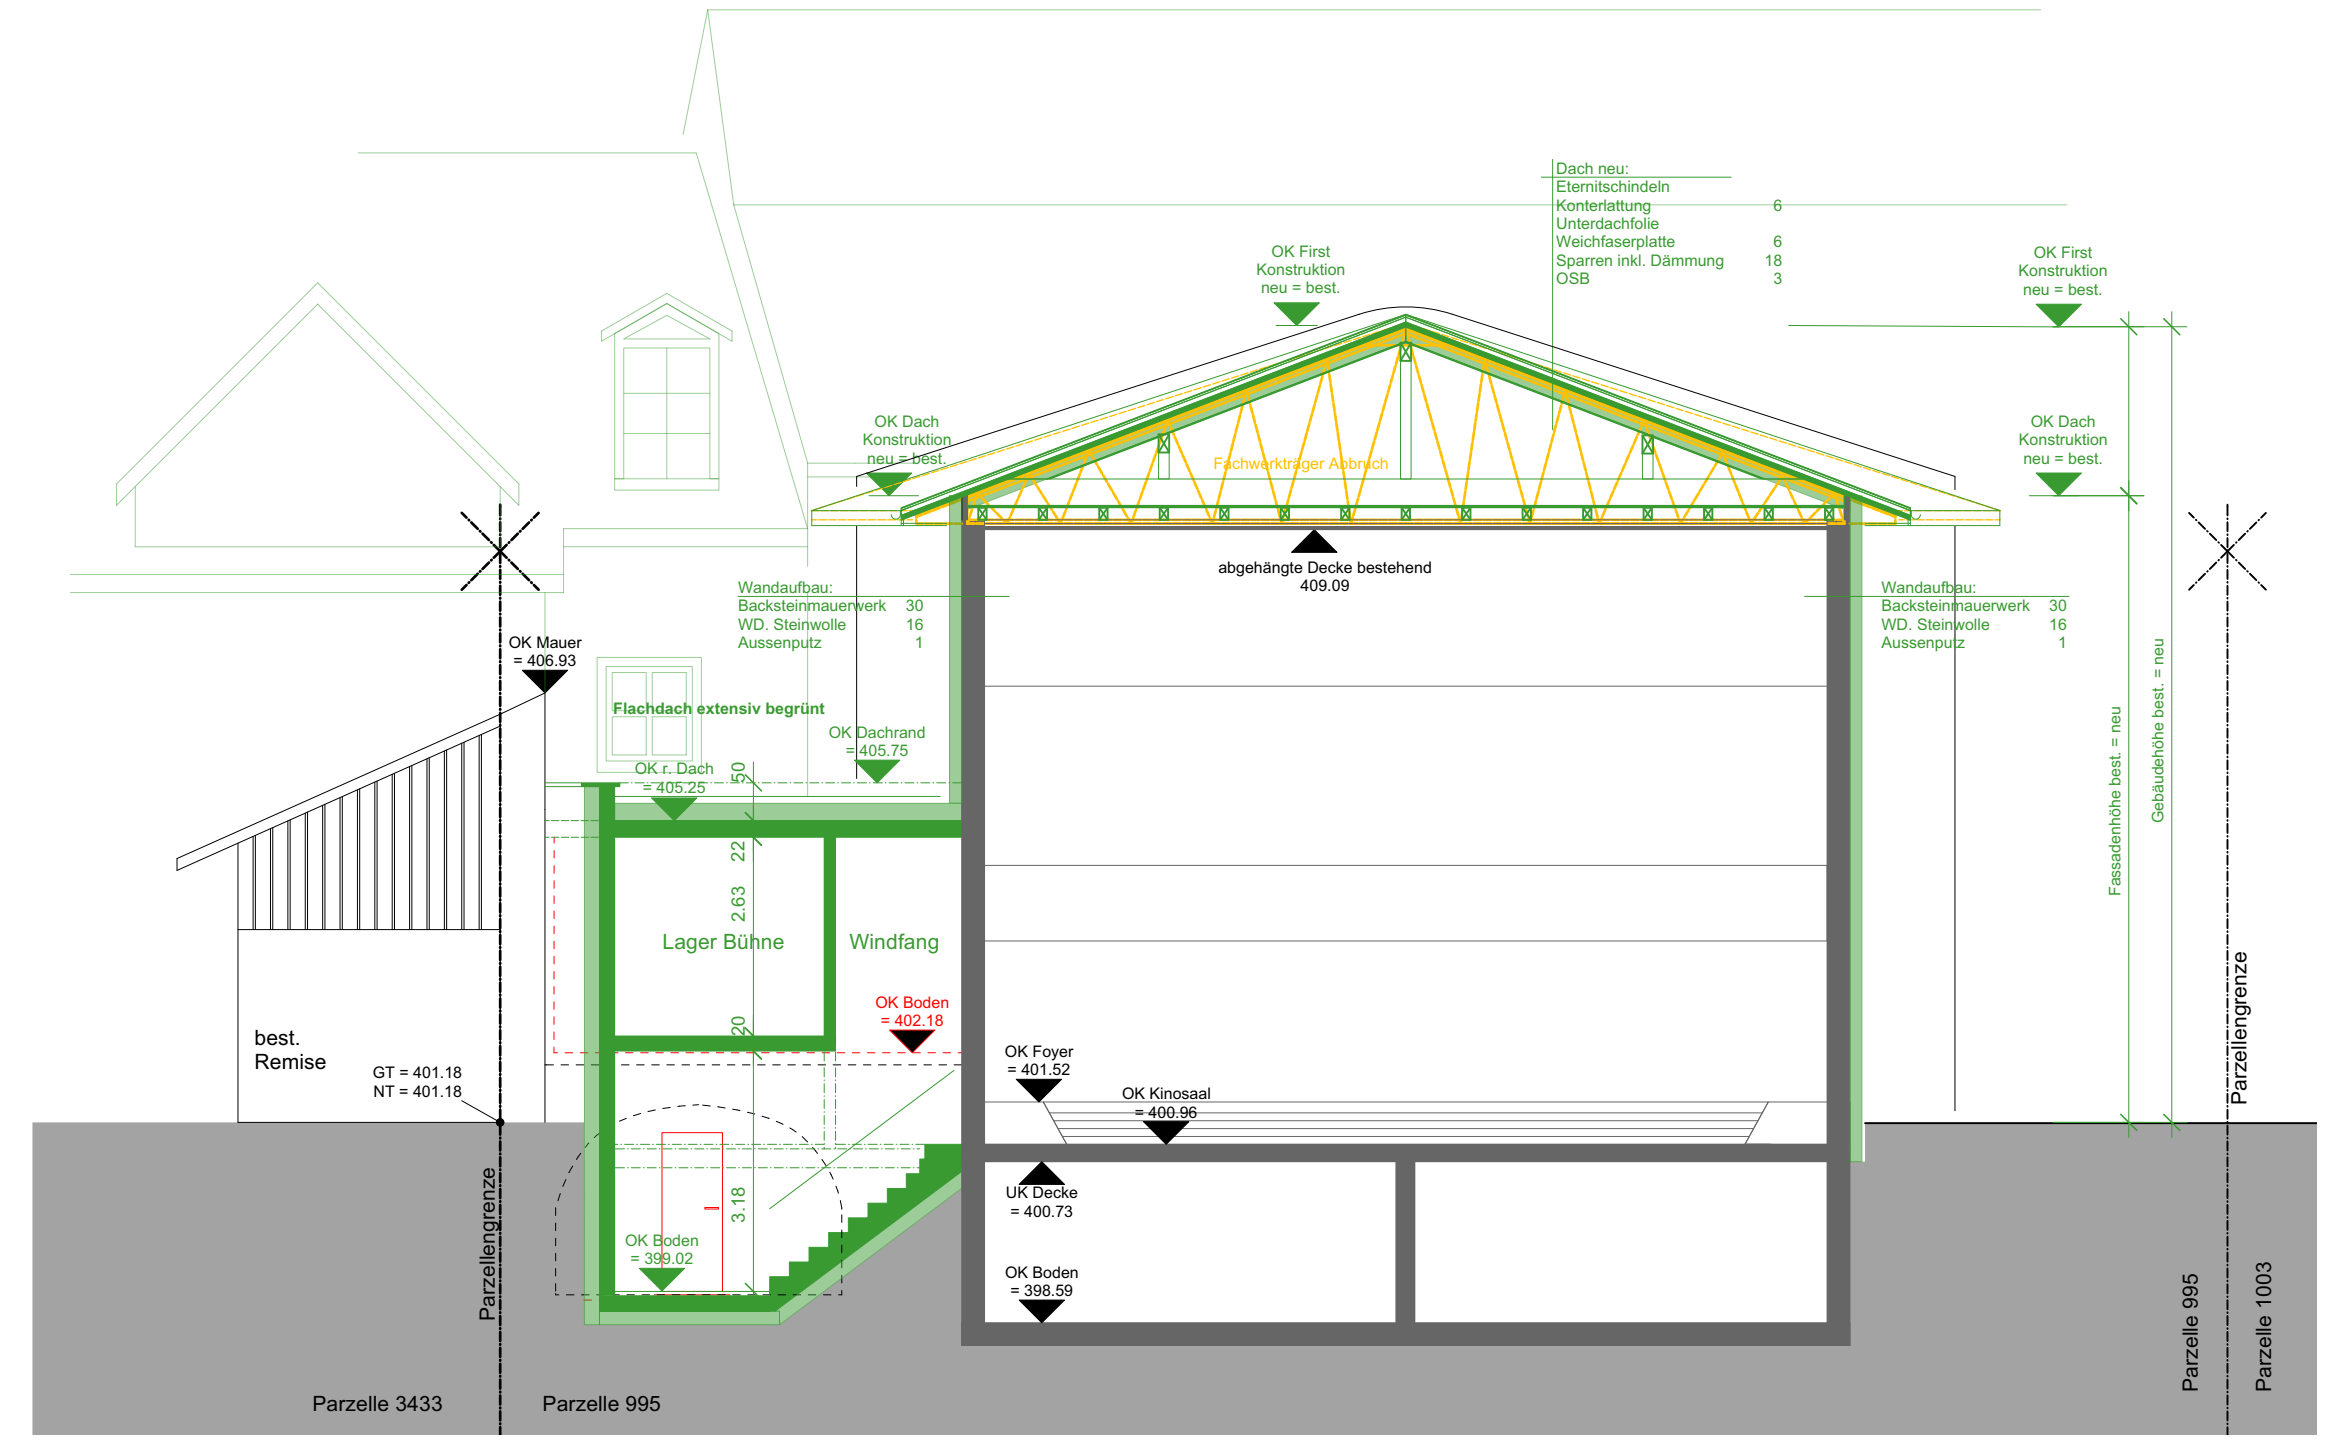 Dach neu:
Eternitschindeln
Konterlattung 6
Unterdachfolie
Weichfaserplatte 6
Sparren inkl. Dämmung 18
OSB 3
OK First
Konstruktion
neu = best.
OK First
Konstruktion
neu = best.
OK Dach
Konstruktion
neu = best.
OK Dach
Konstruktion
neu = best.
Fachwerkträger Abbruch
abgehängte Decke bestehend
409.09
Wandaufbau:
Backsteinmauerwerk 30
WD. Steinwolle 16
Aussenputz 1
Wandaufbau:
Backsteinmauerwerk 30
WD. Steinwolle 16
Aussenputz 1
OK Mauer
= 406.93
Flachdach extensiv begrünt
OK Dachrand
= 405.75
OK r. Dach
= 405.25
50
22
2.63
20
3.18
Lager Bühne
Windfang
OK Boden
= 402.18
best.
Remise
GT = 401.18
NT = 401.18
OK Foyer
= 401.52
OK Kinosaal
= 400.96
UK Decke
= 400.73
OK Boden
= 399.02
OK Boden
= 398.59
Fassadenhöhe best. = neu
Gebäudehöhe best. = neu
Parzellengrenze
Parzellengrenze
Parzelle 3433
Parzelle 995
Parzelle 995
Parzelle 1003